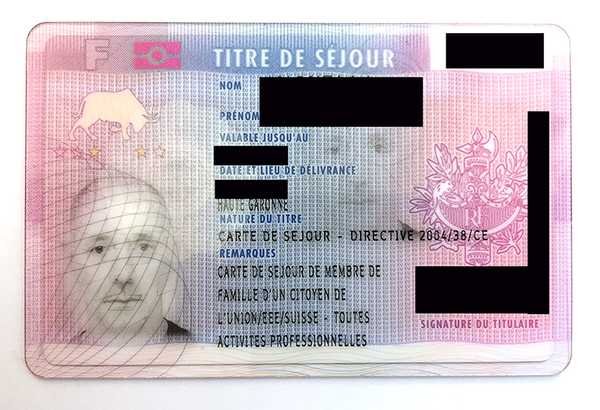 F
TITRE DE SÉJOUR
NOM
PRÉNOM
VALABLE JUSQU'AU
DATE ET LIEU DE DÉLIVRANCE
HAUTE GARONNE
NATURE DU TITRE
CARTE DE SEJOUR - DIRECTIVE 2004/38/CE
REMARQUES
CARTE DE SEJOUR DE MEMBRE DE
FAMILLE D'UN CITOYEN DE
L'UNION/EEE/SUISSE - TOUTES
ACTIVITES PROFESSIONNELLES
RF
SIGNATURE DU TITULAIRE